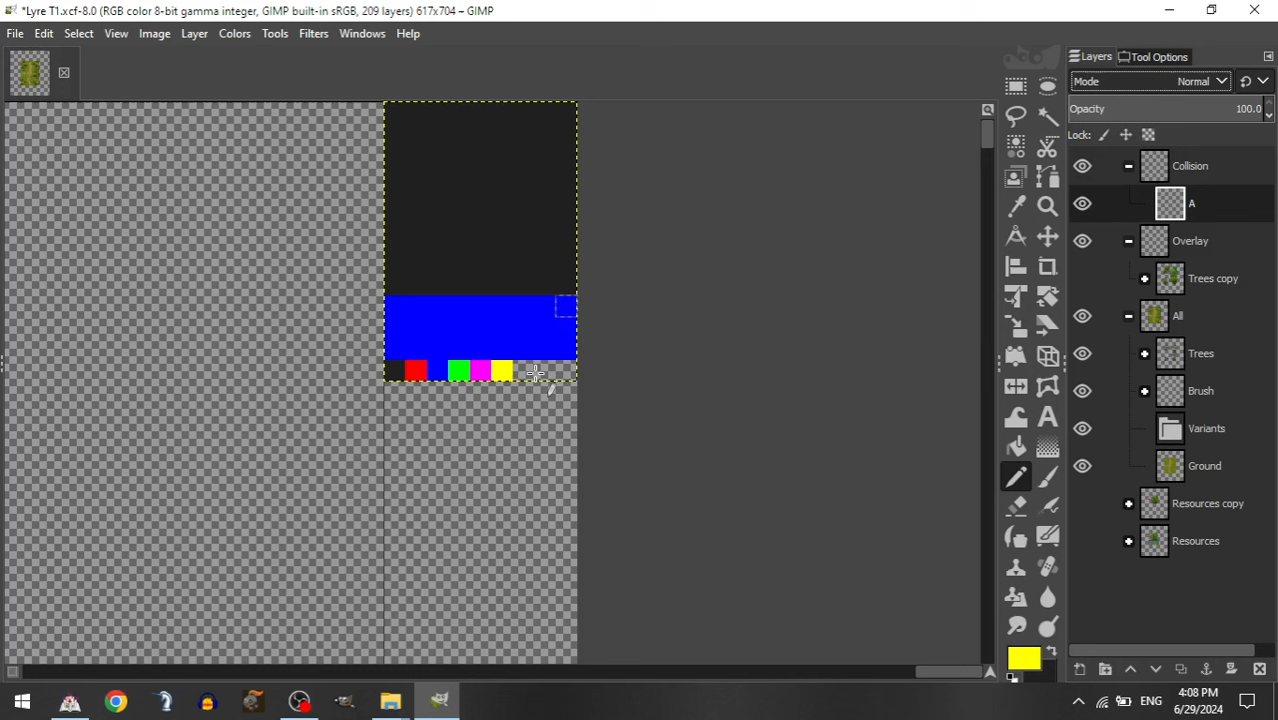 *Lyre T1.xcf-8.0 (RGB color 8-bit gamma integer, GIMP built-in sRGB, 209 layers) 617x704 – GIMP
File Edit Select View Image Layer Colors Tools Filters Windows Help
Layers Tool Options
Mode Normal
Opacity 100.0
Lock:
Collision
A
Overlay
Trees copy
All
Trees
Brush
Variants
Ground
Resources copy
Resources
ENG
4:08 PM
6/29/2024